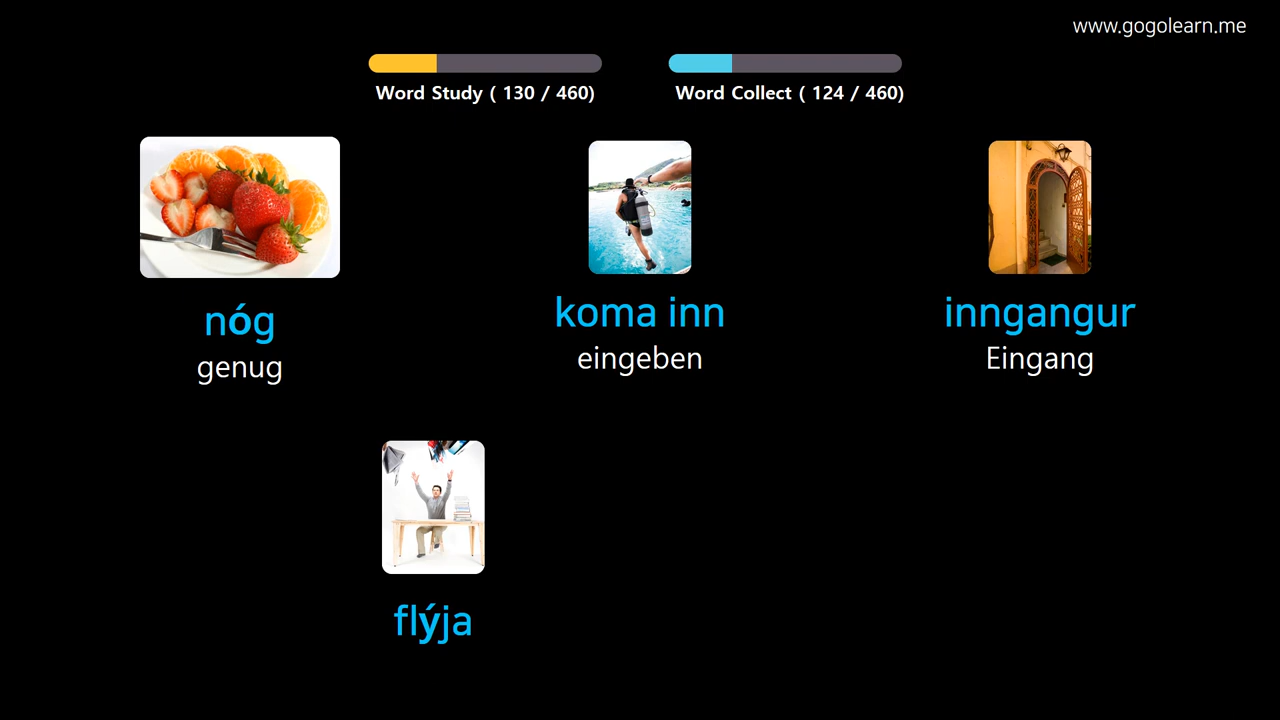 www.gogolearn.me
Word Study ( 130 / 460)
Word Collect ( 124 / 460)
nóg
genug
koma inn
eingeben
inngangur
Eingang
flýja